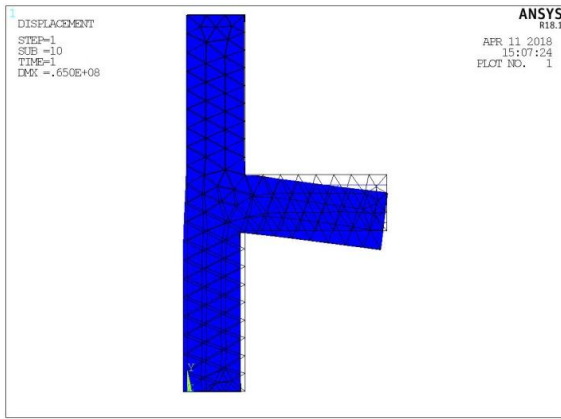 1
DISPLACEMENT
STEP=1
SUB =10
TIME=1
DMX =.650E+08
ANSYS
R18.1
APR 11 2018
15:07:24
PLOT NO. 1
Y